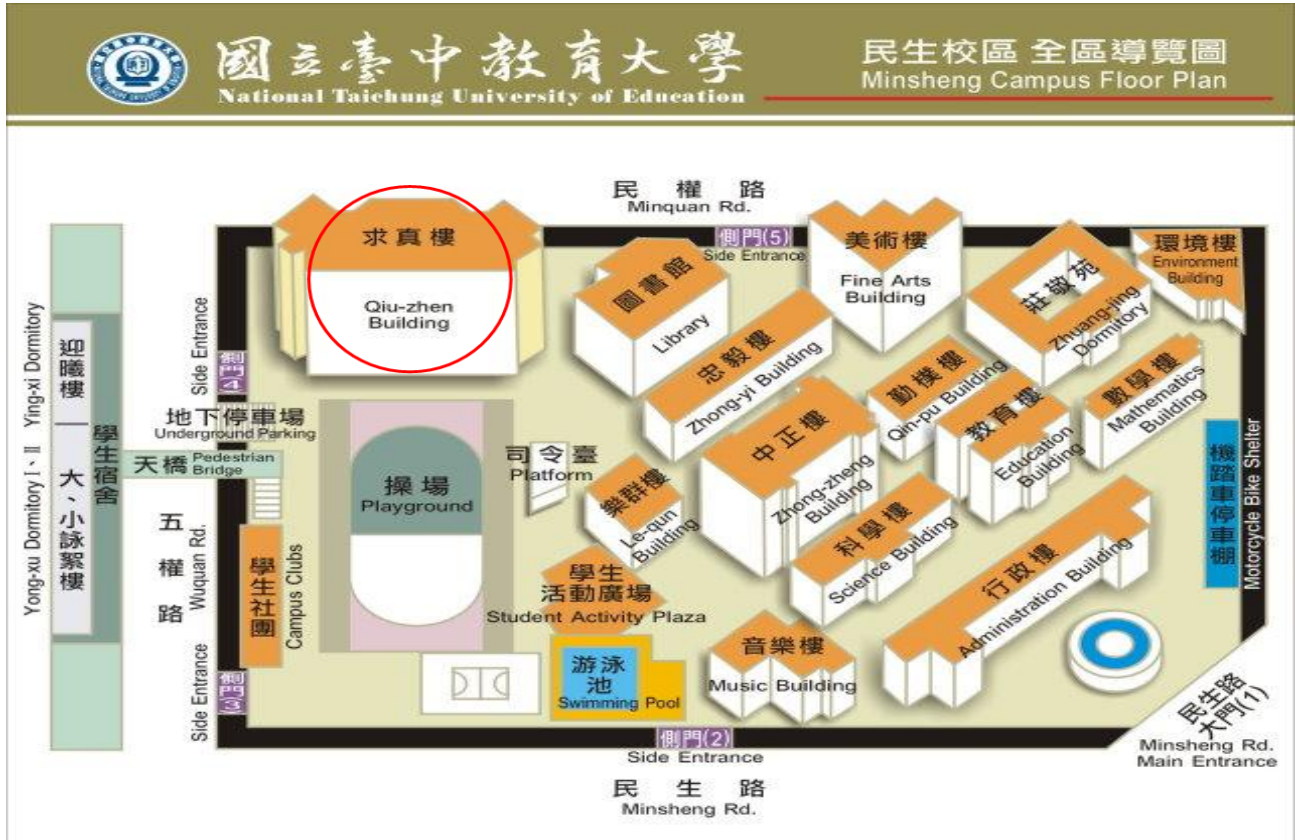 國立臺中教育大學
National Taichung University of Education
民生校區 全區導覽圖
Minsheng Campus Floor Plan
民權路
Minquan Rd.
側門(5)
Side Entrance
求真樓
Qiu-zhen
Building
圖書館
Library
美術樓
Fine Arts
Building
環境樓
Environment
Building
莊敬苑
Zhuang-jing
Dormitory
忠毅樓
Zhong-yi Building
勤樸樓
Qin-pu Building
數學樓
Mathematics
Building
教育樓
Education
Building
中正樓
Zhong-zheng
Building
機踏車停車棚
Motorcycle Bike Shelter
Side Entrance
側門4
迎曦樓
Ying-xi Dormitory
學生宿舍
大、小詠絮樓
Yong-xu Dormitory I、II
地下停車場
Underground Parking
天橋
Pedestrian
Bridge
五權路
Wuquan Rd.
操場
Playground
司令臺
Platform
樂群樓
Le-qun
Building
科學樓
Science Building
行政樓
Administration Building
學生社團
Campus Clubs
學生
活動廣場
Student Activity Plaza
音樂樓
Music Building
游泳
池
Swimming Pool
Side Entrance
側門3
側門(2)
Side Entrance
民生路
Minsheng Rd.
民生路
大門(1)
Minsheng Rd.
Main Entrance